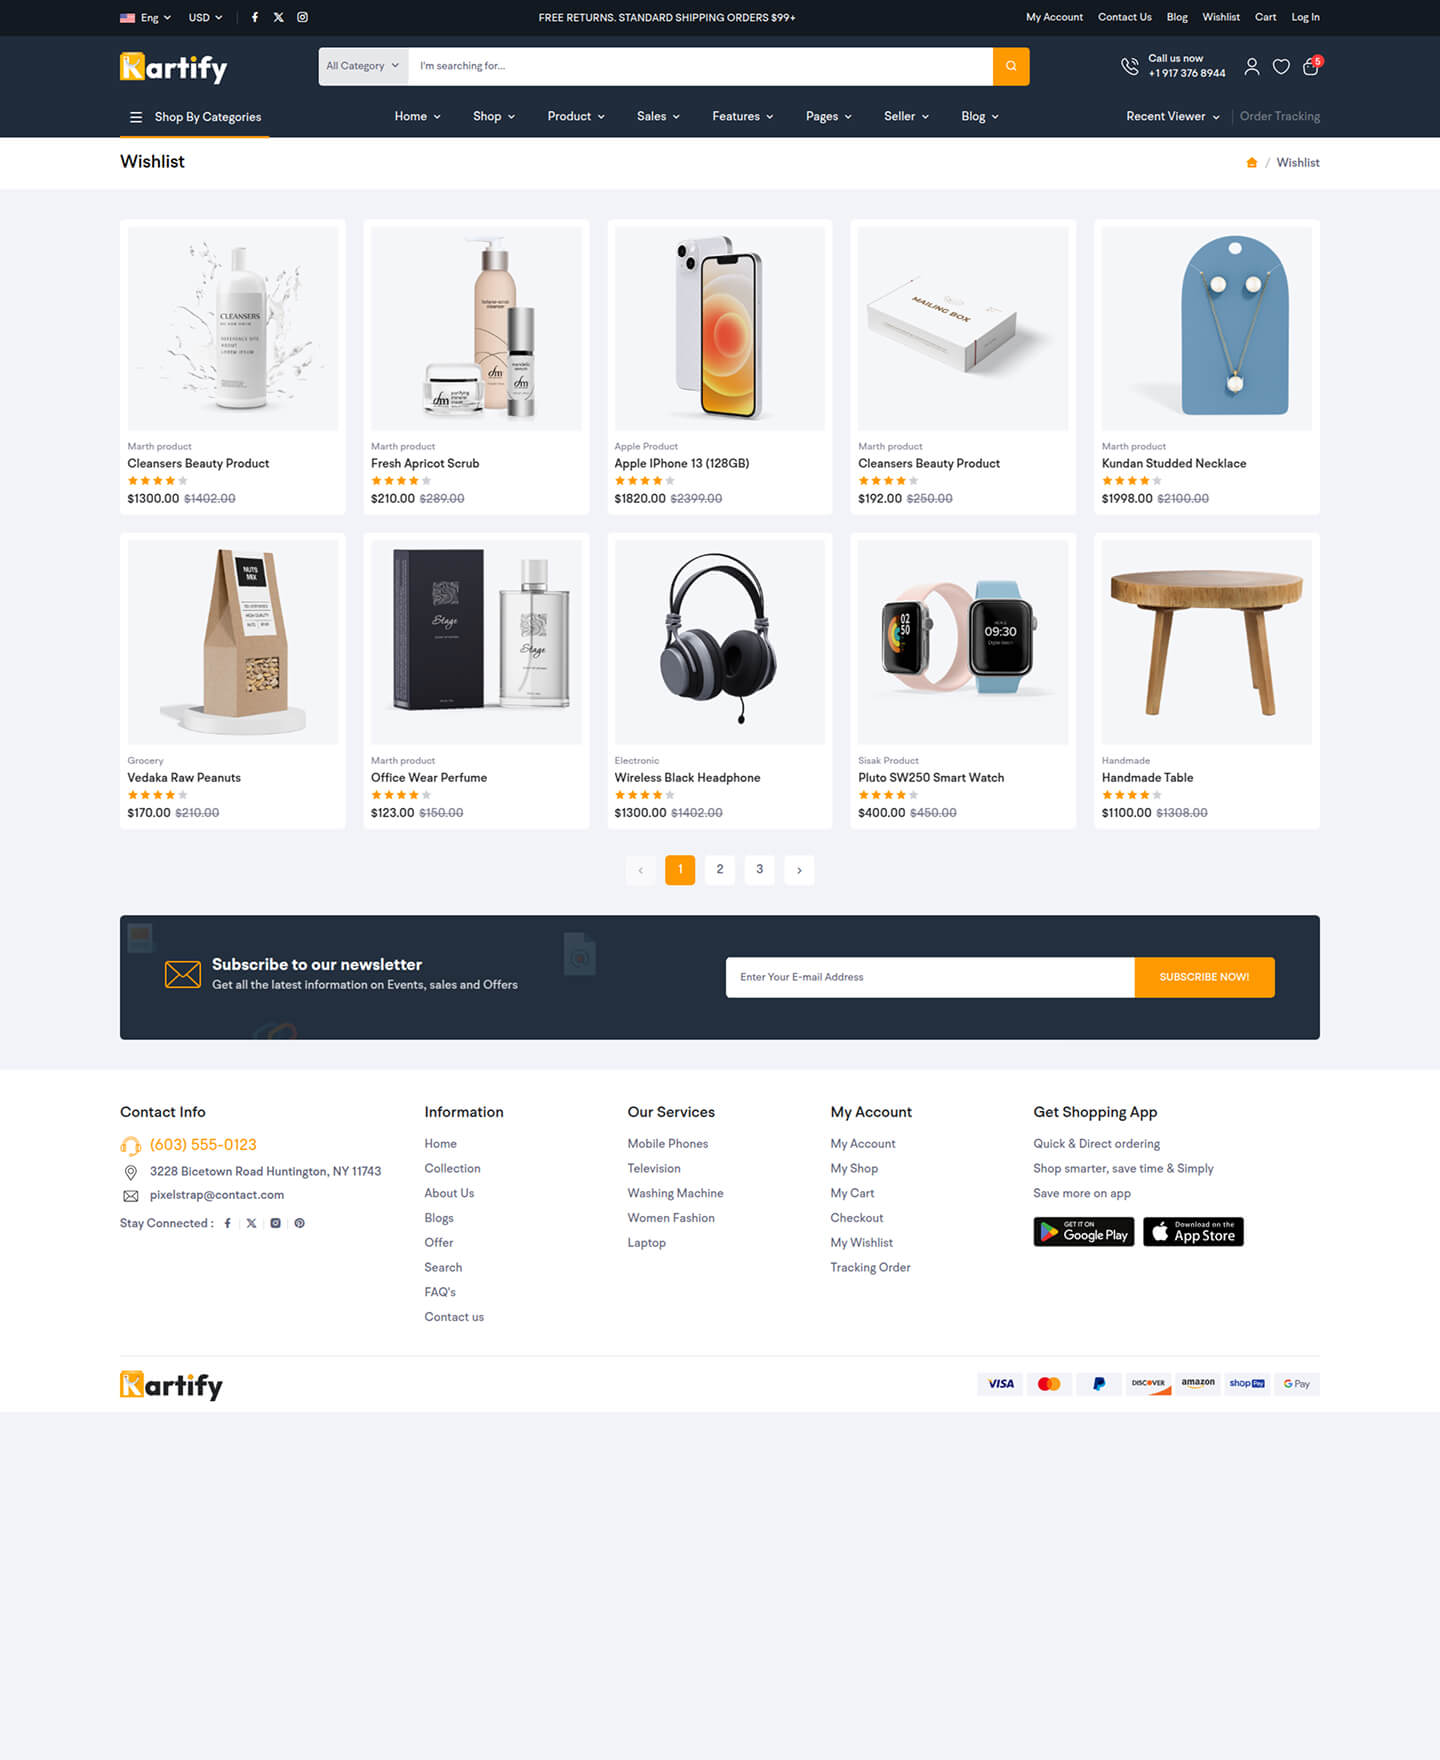 Eng USD FREE RETURNS. STANDARD SHIPPING ORDERS $99+ My Account Contact Us Blog Wishlist Cart Log In
Kartify All Category I'm searching for... Call us now
+1 917 376 8944 5
Shop By Categories Home Shop Product Sales Features Pages Seller Blog Recent Viewer Order Tracking
Wishlist / Wishlist
CLEANSERS
MAILING BOX
dm
dm
Marth product
Cleansers Beauty Product
$1300.00 $1402.00
Marth product
Fresh Apricot Scrub
$210.00 $289.00
Apple Product
Apple IPhone 13 (128GB)
$1820.00 $2399.00
Marth product
Cleansers Beauty Product
$192.00 $250.00
Marth product
Kundan Studded Necklace
$1998.00 $2100.00
NUTS
MIX
Stage
Stage
09:30
Grocery
Vedaka Raw Peanuts
$170.00 $210.00
Marth product
Office Wear Perfume
$123.00 $150.00
Electronic
Wireless Black Headphone
$1300.00 $1402.00
Sisak Product
Pluto SW250 Smart Watch
$400.00 $450.00
Handmade
Handmade Table
$1100.00 $1308.00
‹ 1 2 3 ›
Subscribe to our newsletter
Get all the latest information on Events, sales and Offers
Enter Your E-mail Address SUBSCRIBE NOW!
Contact Info
(603) 555-0123
3228 Bicetown Road Huntington, NY 11743
pixelstrap@contact.com
Stay Connected :
Information
Home
Collection
About Us
Blogs
Offer
Search
FAQ's
Contact us
Our Services
Mobile Phones
Television
Washing Machine
Women Fashion
Laptop
My Account
My Account
My Shop
My Cart
Checkout
My Wishlist
Tracking Order
Get Shopping App
Quick & Direct ordering
Shop smarter, save time & Simply
Save more on app
GET IT ON
Google Play
Download on the
App Store
Kartify VISA DISCOVER amazon shop Pay G Pay